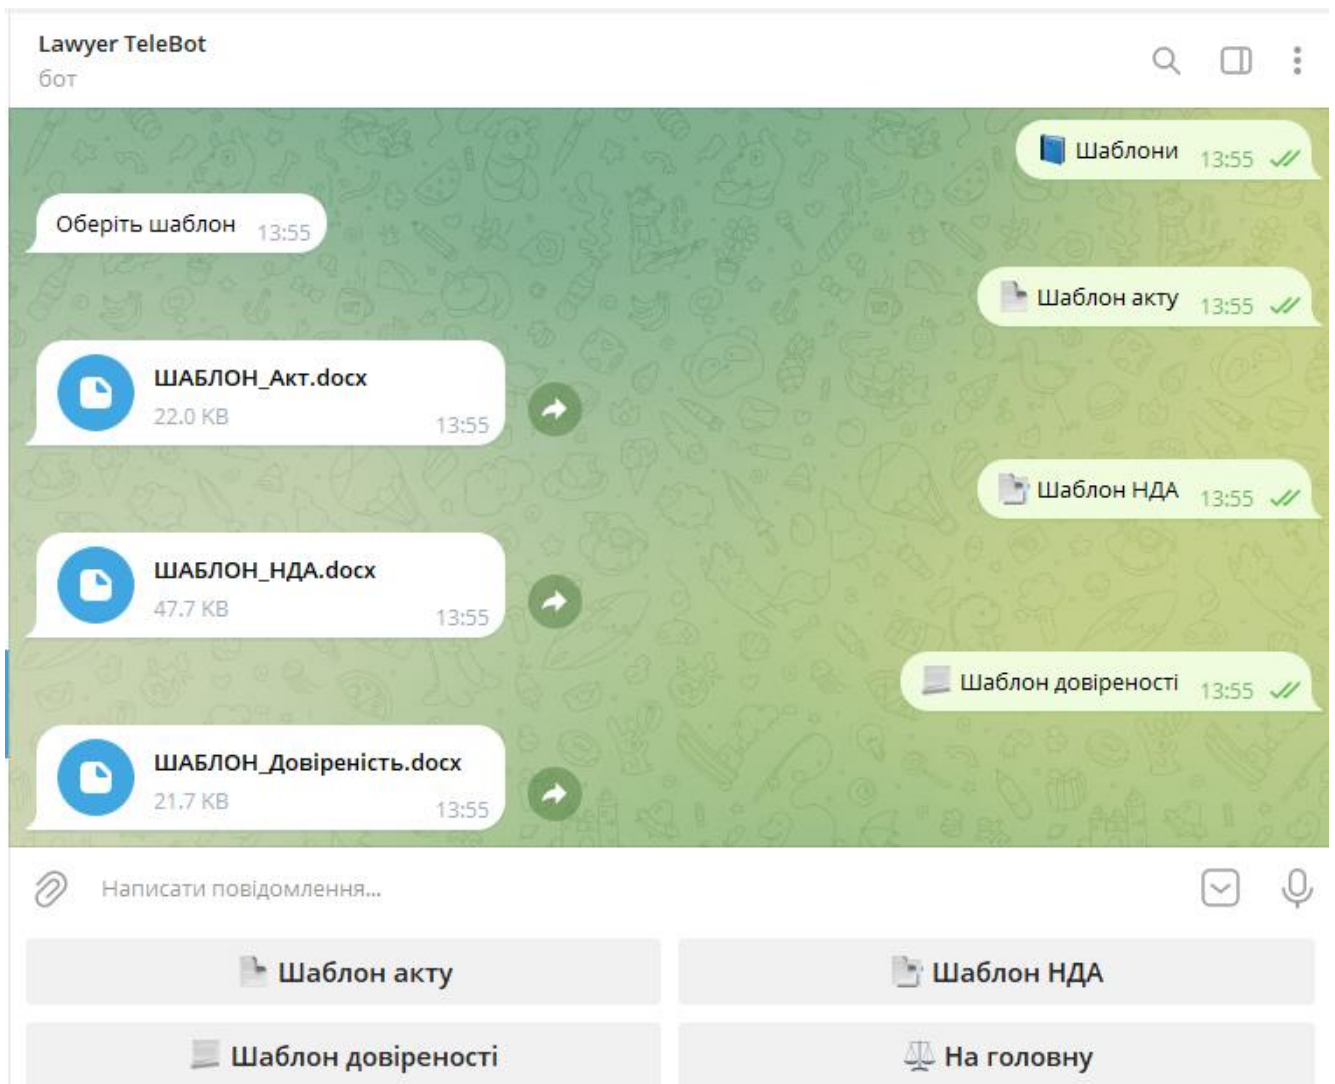 Lawyer TeleBot
бот
📘 Шаблони 13:55
Оберіть шаблон 13:55
Шаблон акту 13:55
ШАБЛОН_Акт.docx
22.0 KB 13:55
Шаблон НДА 13:55
ШАБЛОН_НДА.docx
47.7 KB 13:55
Шаблон довіреності 13:55
ШАБЛОН_Довіреність.docx
21.7 KB 13:55
Написати повідомлення...
Шаблон акту
Шаблон НДА
Шаблон довіреності
На головну